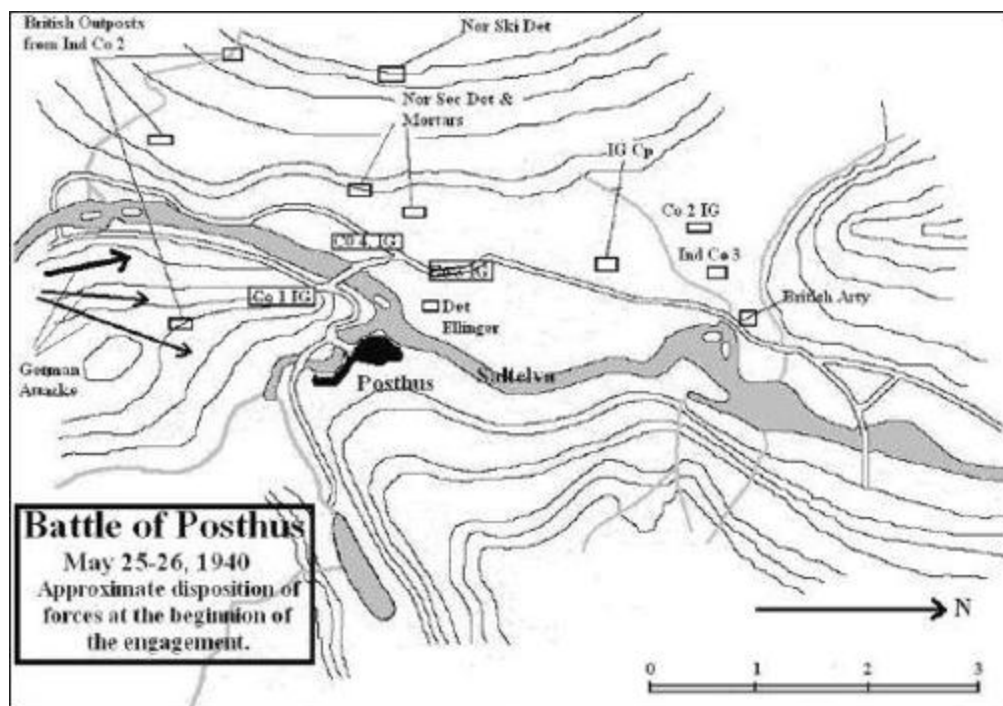 British Outposts
from Ind Co 2
Nor Ski Det
Nor Sec Det &
Mortars
IG Cp
Co 2 IG
Ind Co 3
Co 4, IG
IG
Co 1 IG
British Arty
Det
Ellinger
German
Attacks
Posthus
Saltelva
Battle of Posthus
May 25-26, 1940
Approximate disposition of
forces at the beginnion of
the engagement.
N
0 1 2 3